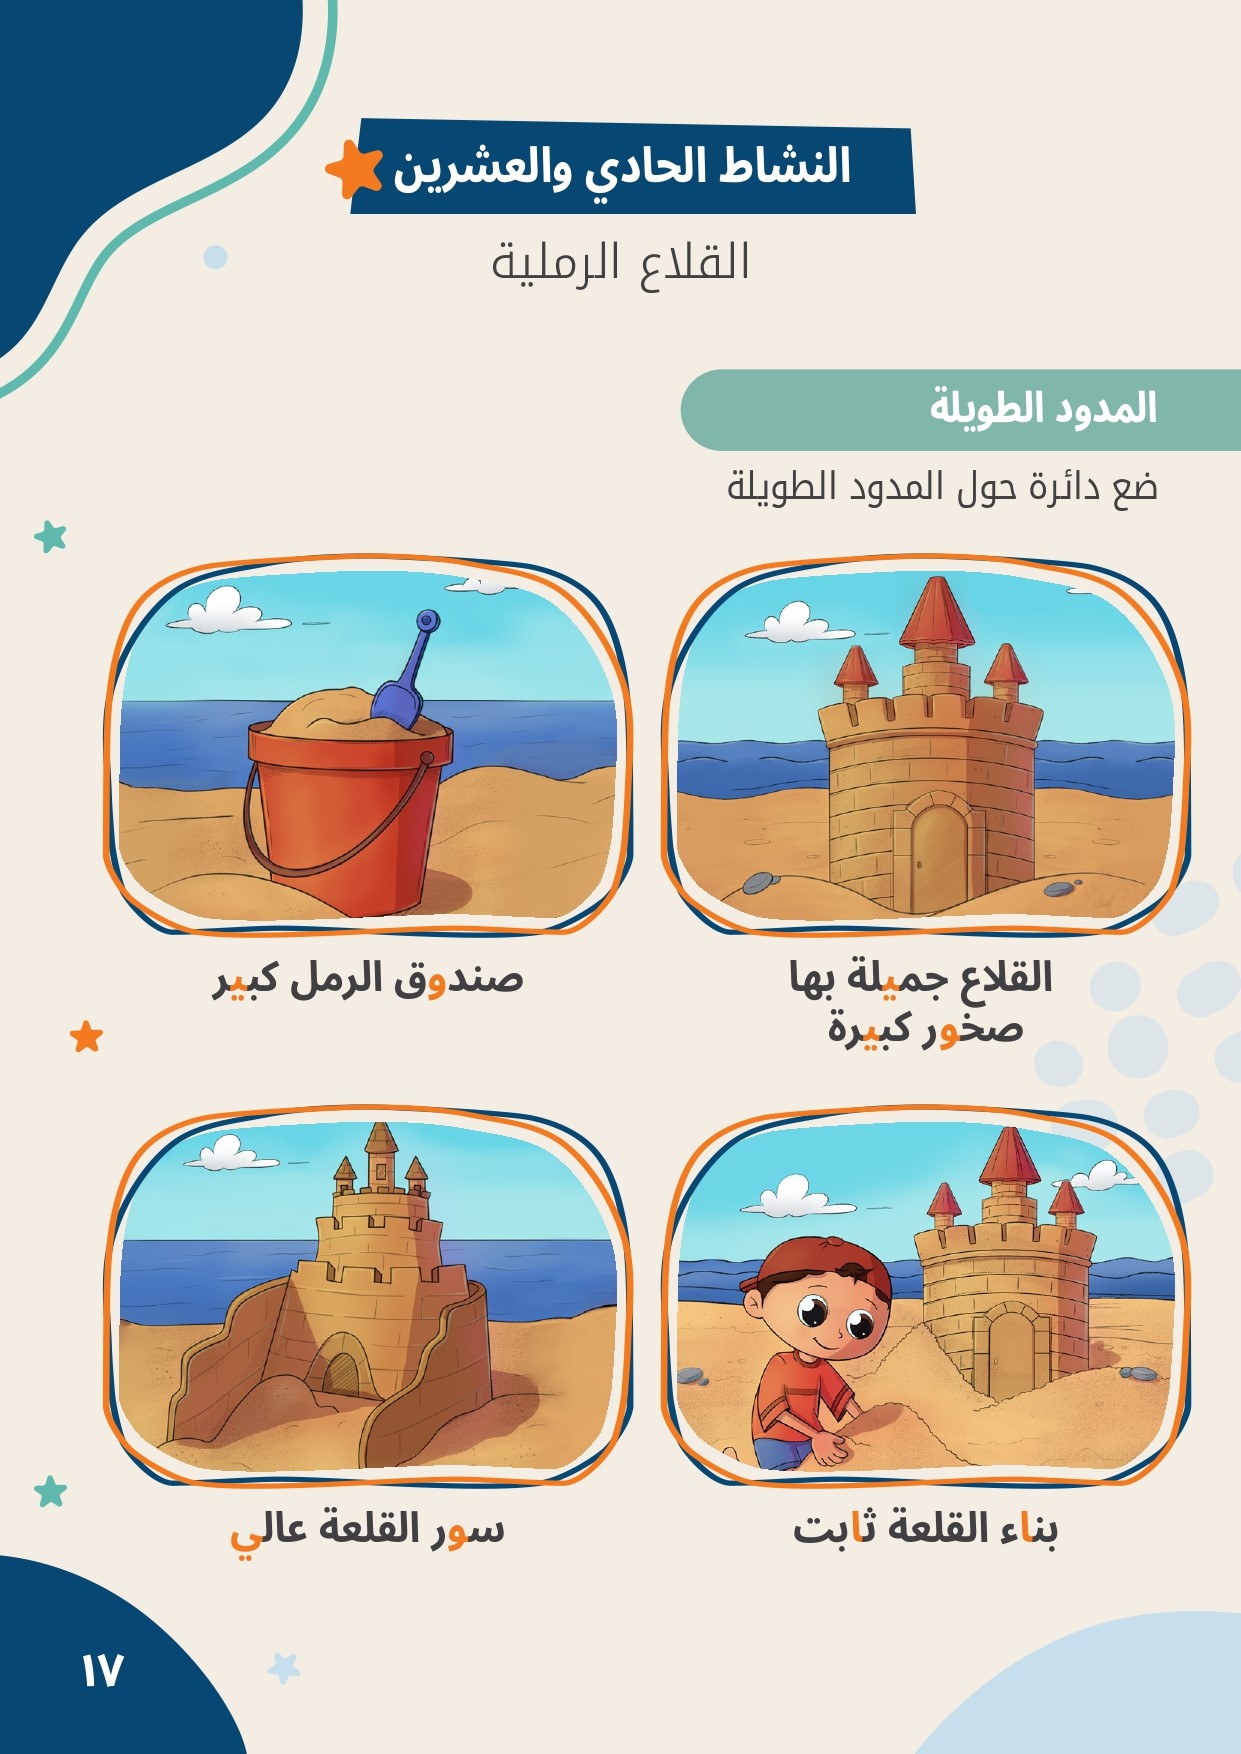 النشاط الحادي والعشرين
القلاع الرملية
المدود الطويلة
ضع دائرة حول المدود الطويلة
القلاع جميلة بها
صخور كبيرة
صندوق الرمل كبير
بناء القلعة ثابت
سور القلعة عالي
١٧